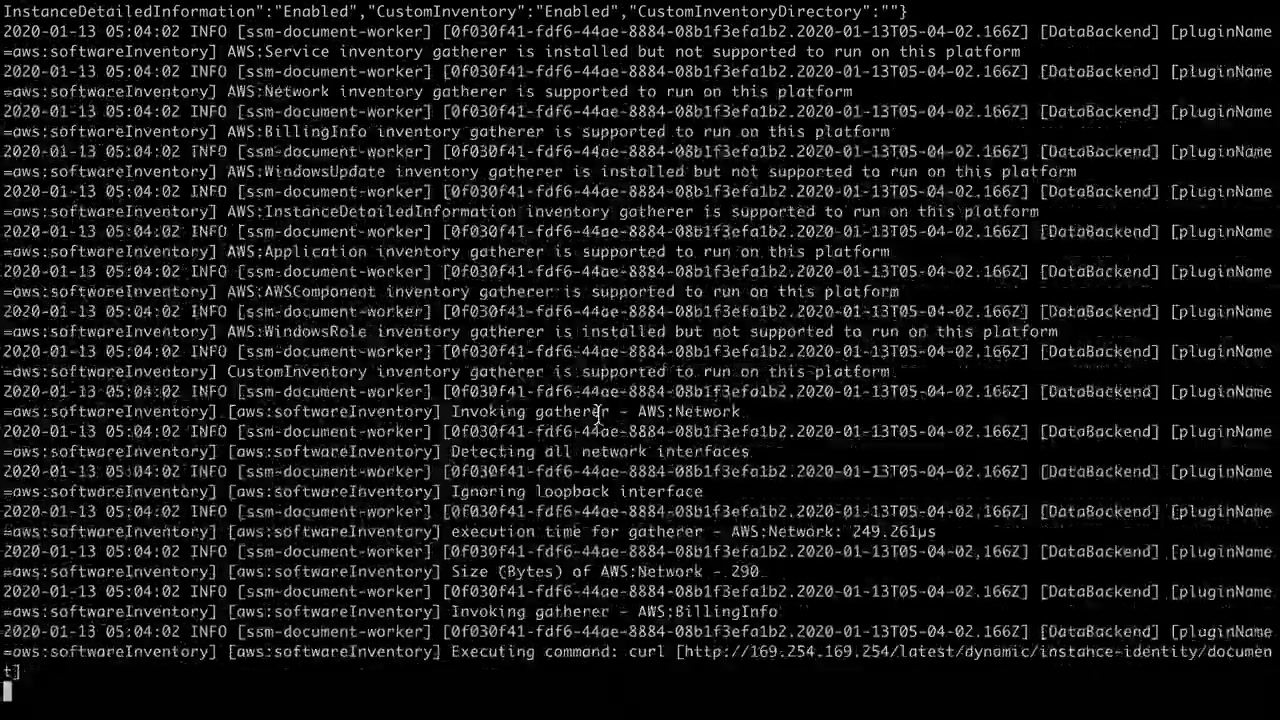 InstanceDetailedInformation":"Enabled","CustomInventory":"Enabled","CustomInventoryDirectory":""}
2020-01-13 05:04:02 INFO [ssm-document-worker] [0f030f41-fdf6-44ae-8884-08b1f3efa1b2.2020-01-13T05-04-02.166Z] [DataBackend] [pluginName
=aws:softwareInventory] AWS:Service inventory gatherer is installed but not supported to run on this platform
2020-01-13 05:04:02 INFO [ssm-document-worker] [0f030f41-fdf6-44ae-8884-08b1f3efa1b2.2020-01-13T05-04-02.166Z] [DataBackend] [pluginName
=aws:softwareInventory] AWS:Network inventory gatherer is supported to run on this platform
2020-01-13 05:04:02 INFO [ssm-document-worker] [0f030f41-fdf6-44ae-8884-08b1f3efa1b2.2020-01-13T05-04-02.166Z] [DataBackend] [pluginName
=aws:softwareInventory] AWS:BillingInfo inventory gatherer is supported to run on this platform
2020-01-13 05:04:02 INFO [ssm-document-worker] [0f030f41-fdf6-44ae-8884-08b1f3efa1b2.2020-01-13T05-04-02.166Z] [DataBackend] [pluginName
=aws:softwareInventory] AWS:WindowsUpdate inventory gatherer is installed but not supported to run on this platform
2020-01-13 05:04:02 INFO [ssm-document-worker] [0f030f41-fdf6-44ae-8884-08b1f3efa1b2.2020-01-13T05-04-02.166Z] [DataBackend] [pluginName
=aws:softwareInventory] AWS:InstanceDetailedInformation inventory gatherer is supported to run on this platform
2020-01-13 05:04:02 INFO [ssm-document-worker] [0f030f41-fdf6-44ae-8884-08b1f3efa1b2.2020-01-13T05-04-02.166Z] [DataBackend] [pluginName
=aws:softwareInventory] AWS:Application inventory gatherer is supported to run on this platform
2020-01-13 05:04:02 INFO [ssm-document-worker] [0f030f41-fdf6-44ae-8884-08b1f3efa1b2.2020-01-13T05-04-02.166Z] [DataBackend] [pluginName
=aws:softwareInventory] AWS:AWSComponent inventory gatherer is supported to run on this platform
2020-01-13 05:04:02 INFO [ssm-document-worker] [0f030f41-fdf6-44ae-8884-08b1f3efa1b2.2020-01-13T05-04-02.166Z] [DataBackend] [pluginName
=aws:softwareInventory] AWS:WindowsRole inventory gatherer is installed but not supported to run on this platform
2020-01-13 05:04:02 INFO [ssm-document-worker] [0f030f41-fdf6-44ae-8884-08b1f3efa1b2.2020-01-13T05-04-02.166Z] [DataBackend] [pluginName
=aws:softwareInventory] CustomInventory inventory gatherer is supported to run on this platform
2020-01-13 05:04:02 INFO [ssm-document-worker] [0f030f41-fdf6-44ae-8884-08b1f3efa1b2.2020-01-13T05-04-02.166Z] [DataBackend] [pluginName
=aws:softwareInventory] [aws:softwareInventory] Invoking gatherer - AWS:Network
2020-01-13 05:04:02 INFO [ssm-document-worker] [0f030f41-fdf6-44ae-8884-08b1f3efa1b2.2020-01-13T05-04-02.166Z] [DataBackend] [pluginName
=aws:softwareInventory] [aws:softwareInventory] Detecting all network interfaces
2020-01-13 05:04:02 INFO [ssm-document-worker] [0f030f41-fdf6-44ae-8884-08b1f3efa1b2.2020-01-13T05-04-02.166Z] [DataBackend] [pluginName
=aws:softwareInventory] [aws:softwareInventory] Ignoring loopback interface
2020-01-13 05:04:02 INFO [ssm-document-worker] [0f030f41-fdf6-44ae-8884-08b1f3efa1b2.2020-01-13T05-04-02.166Z] [DataBackend] [pluginName
=aws:softwareInventory] [aws:softwareInventory] execution time for gatherer - AWS:Network: 249.261µs
2020-01-13 05:04:02 INFO [ssm-document-worker] [0f030f41-fdf6-44ae-8884-08b1f3efa1b2.2020-01-13T05-04-02.166Z] [DataBackend] [pluginName
=aws:softwareInventory] [aws:softwareInventory] Size (Bytes) of AWS:Network - 290
2020-01-13 05:04:02 INFO [ssm-document-worker] [0f030f41-fdf6-44ae-8884-08b1f3efa1b2.2020-01-13T05-04-02.166Z] [DataBackend] [pluginName
=aws:softwareInventory] [aws:softwareInventory] Invoking gatherer - AWS:BillingInfo
2020-01-13 05:04:02 INFO [ssm-document-worker] [0f030f41-fdf6-44ae-8884-08b1f3efa1b2.2020-01-13T05-04-02.166Z] [DataBackend] [pluginName
=aws:softwareInventory] [aws:softwareInventory] Executing command: curl [http://169.254.169.254/latest/dynamic/instance-identity/documen
t]